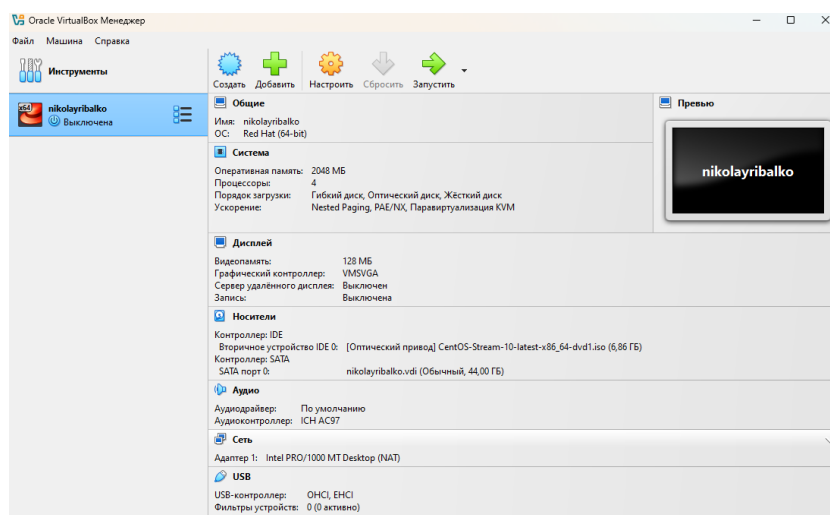 Oracle VirtualBox Менеджер
Файл Машина Справка
Инструменты
Создать Добавить Настроить Сбросить Запустить
x64
nikolayribalko
Выключена
Общие
Имя: nikolayribalko
ОС: Red Hat (64-bit)
Превью
nikolayribalko
Система
Оперативная память: 2048 МБ
Процессоры: 4
Порядок загрузки: Гибкий диск, Оптический диск, Жёсткий диск
Ускорение: Nested Paging, PAE/NX, Паравиртуализация KVM
Дисплей
Видеопамять: 128 МБ
Графический контроллер: VMSVGA
Сервер удалённого дисплея: Выключен
Запись: Выключена
Носители
Контроллер: IDE
Вторичное устройство IDE 0: [Оптический привод] CentOS-Stream-10-latest-x86_64-dvd1.iso (6,86 ГБ)
Контроллер: SATA
SATA порт 0: nikolayribalko.vdi (Обычный, 44,00 ГБ)
Аудио
Аудиодрайвер: По умолчанию
Аудиоконтроллер: ICH AC97
Сеть
Адаптер 1: Intel PRO/1000 MT Desktop (NAT)
USB
USB-контроллер: OHCI, EHCI
Фильтры устройств: 0 (0 активно)